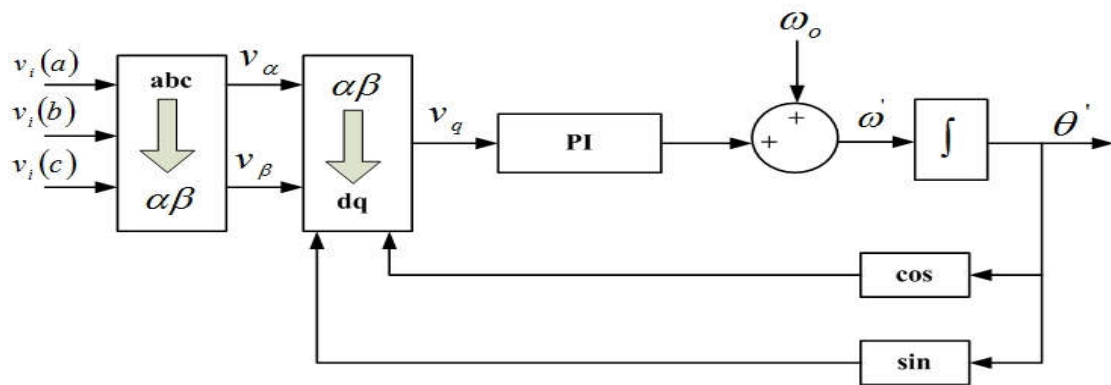 v_i(a)
v_i(b)
v_i(c)
abc
αβ
v_α
v_β
αβ
dq
v_q
PI
ω_o
+
+
ω'
∫
θ'
cos
sin